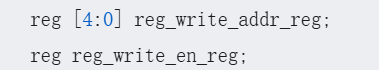 reg [4:0] reg_write_addr_reg;
reg reg_write_en_reg;